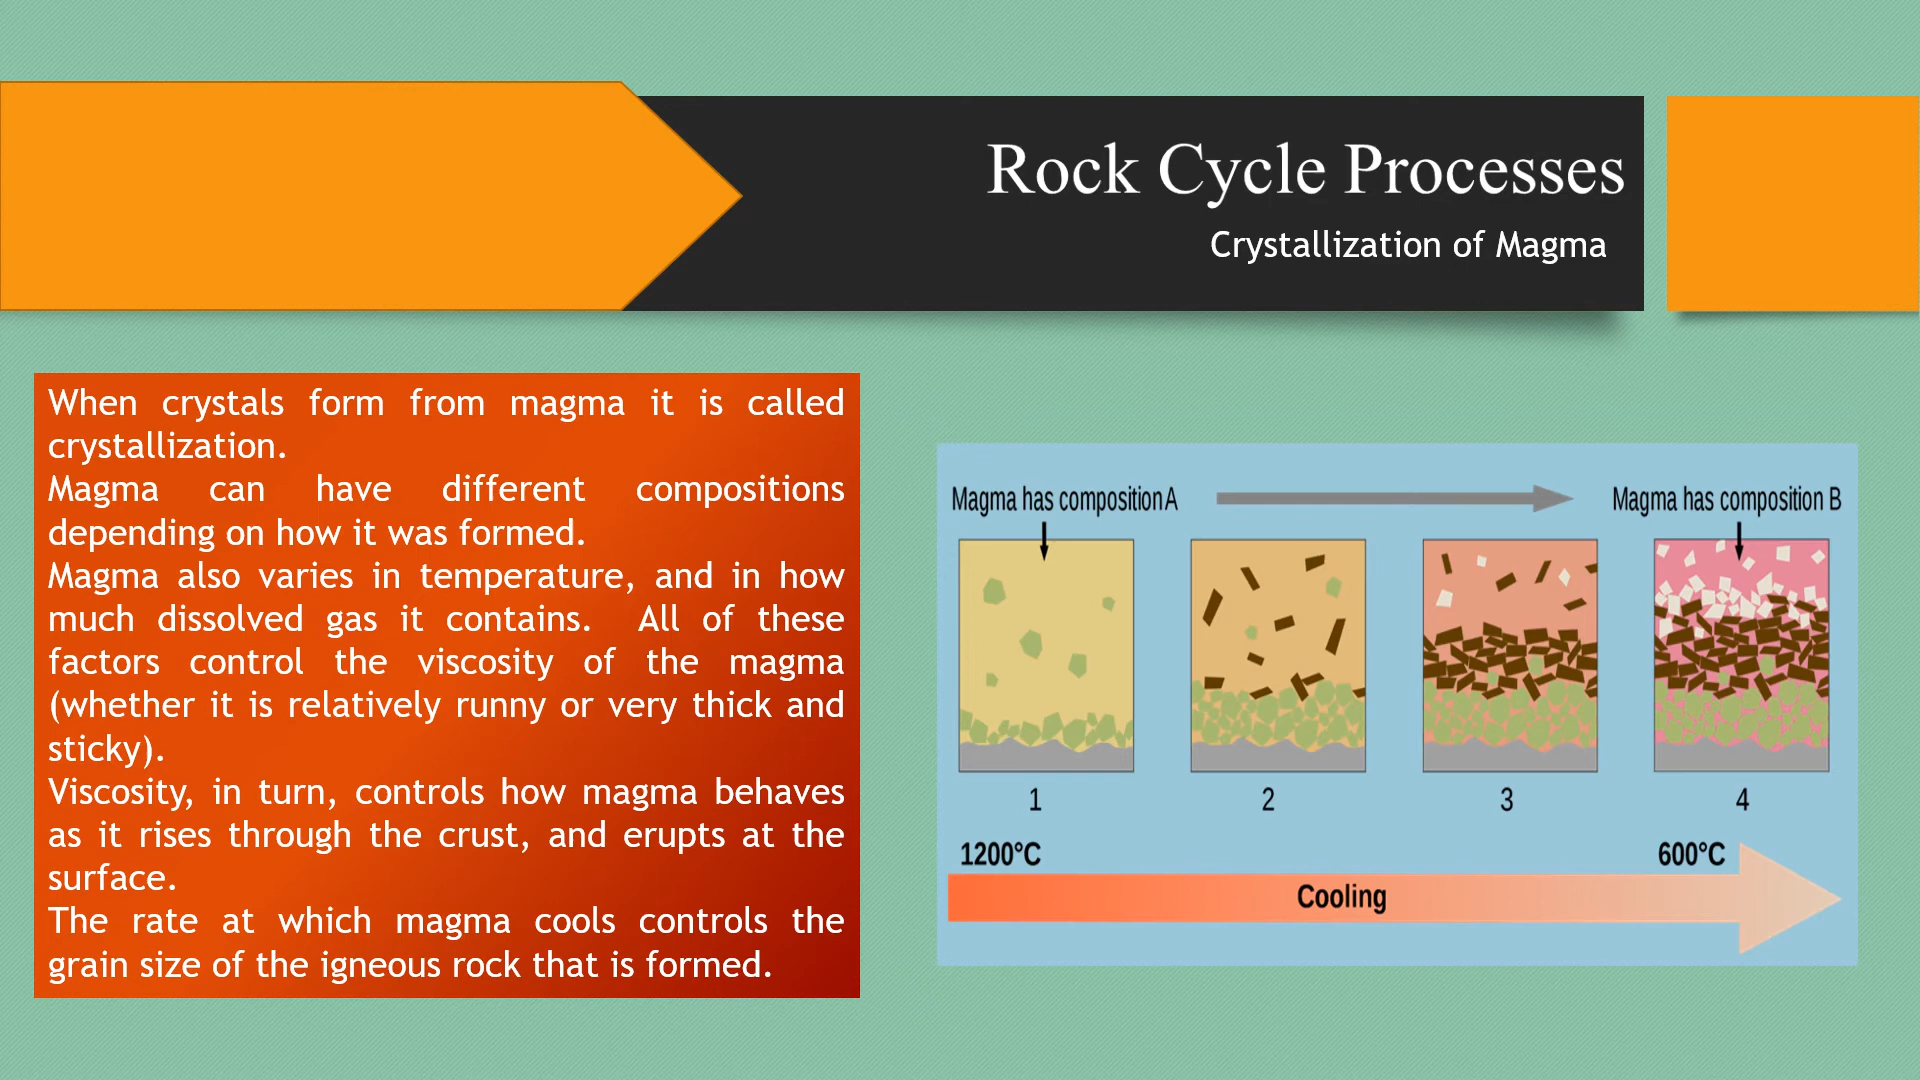 Rock Cycle Processes
Crystallization of Magma
When crystals form from magma it is called
crystallization.
Magma can have different compositions
depending on how it was formed.
Magma also varies in temperature, and in how
much dissolved gas it contains. All of these
factors control the viscosity of the magma
(whether it is relatively runny or very thick and
sticky).
Viscosity, in turn, controls how magma behaves
as it rises through the crust, and erupts at the
surface.
The rate at which magma cools controls the
grain size of the igneous rock that is formed.
Magma has composition A
Magma has composition B
1 2 3 4
1200°C 600°C
Cooling